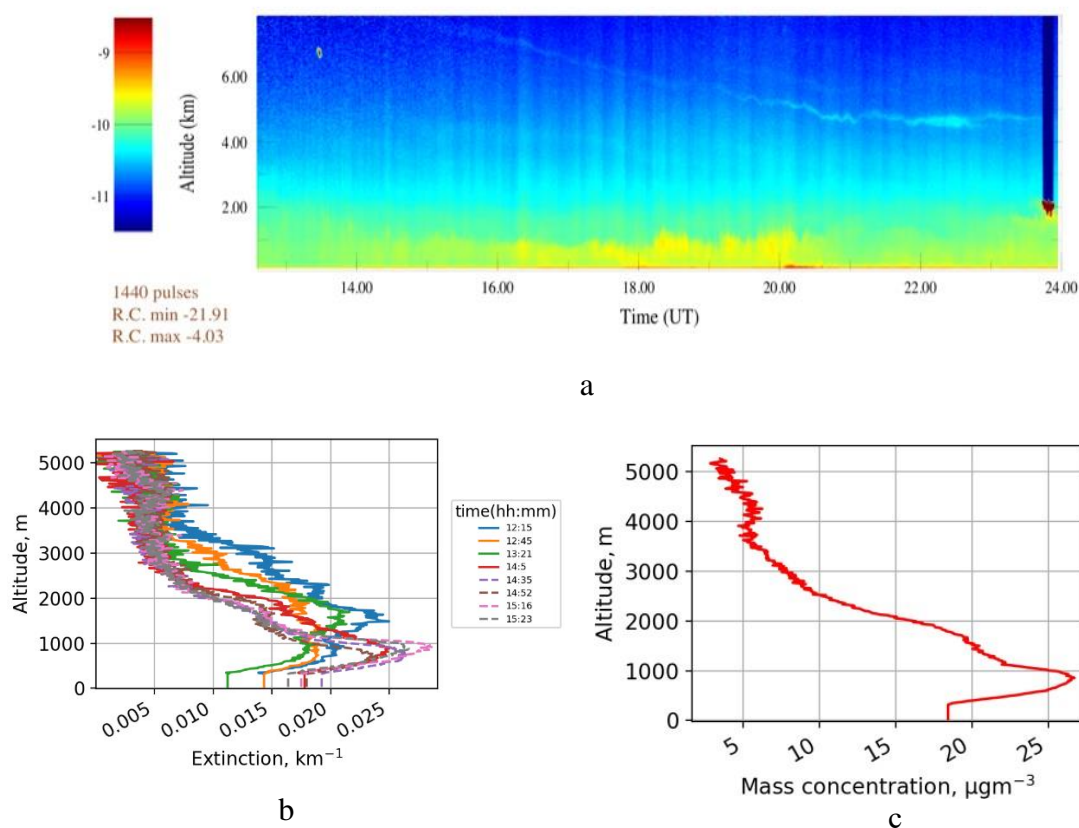 -9
-10
-11
Altitude (km)
6.00
4.00
2.00
14.00 16.00 18.00 20.00 22.00 24.00
Time (UT)
1440 pulses
R.C. min -21.91
R.C. max -4.03
a
Altitude, m
5000
4000
3000
2000
1000
0
0.005 0.010 0.015 0.020 0.025
Extinction, km⁻¹
time(hh:mm)
12:15
12:45
13:21
14:5
14:35
14:52
15:16
15:23
b
Altitude, m
5000
4000
3000
2000
1000
0
5 10 15 20 25
Mass concentration, µgm⁻³
c